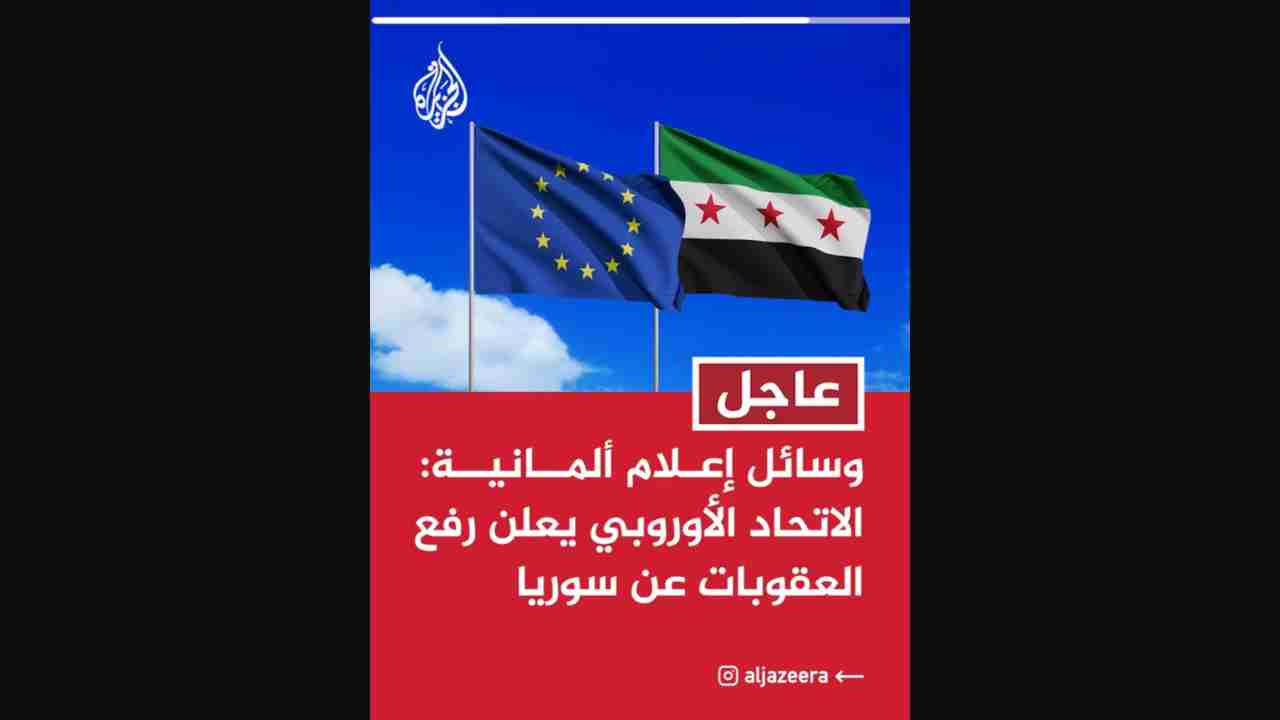 الجزيرة
عاجل
وسائل إعلام ألمانية:
الاتحاد الأوروبي يعلن رفع
العقوبات عن سوريا
aljazeera